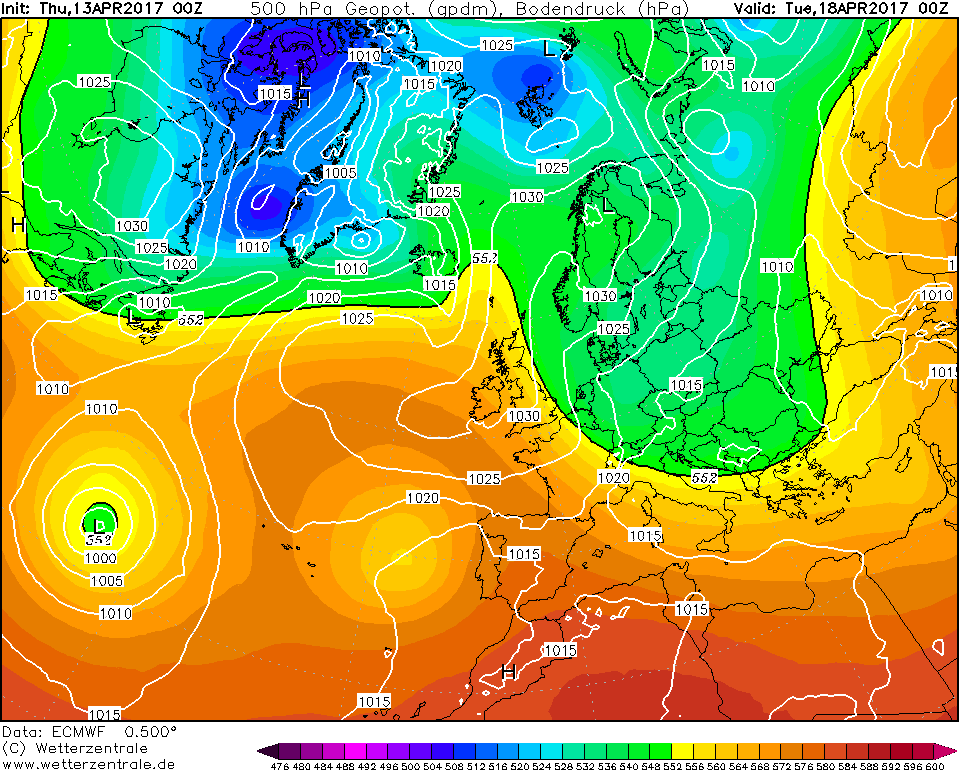 Init: Thu,13APR2017 00Z 500 hPa Geopot. (gpdm), Bodendruck (hPa) Valid: Tue,18APR2017 00Z
1025 L
1010
1020 1015
1025 1015 1010
1015 H
1025
1005
1025 1030
1020 L
H 1030
1025 1010
1020 552
1010 1010
1015 1015
1010 1020 1030 1010
L 552 1025 1025
1015
1010 1015
1010 1030
1025 1020 552
1020
L
552 1015 1015
1000
1005
1010 1015
1015
H
1015
1015
Data: ECMWF 0.500°
(C) Wetterzentrale
www.wetterzentrale.de
476 480 484 488 492 496 500 504 508 512 516 520 524 528 532 536 540 548 552 556 560 564 568 572 576 580 584 588 592 596 600